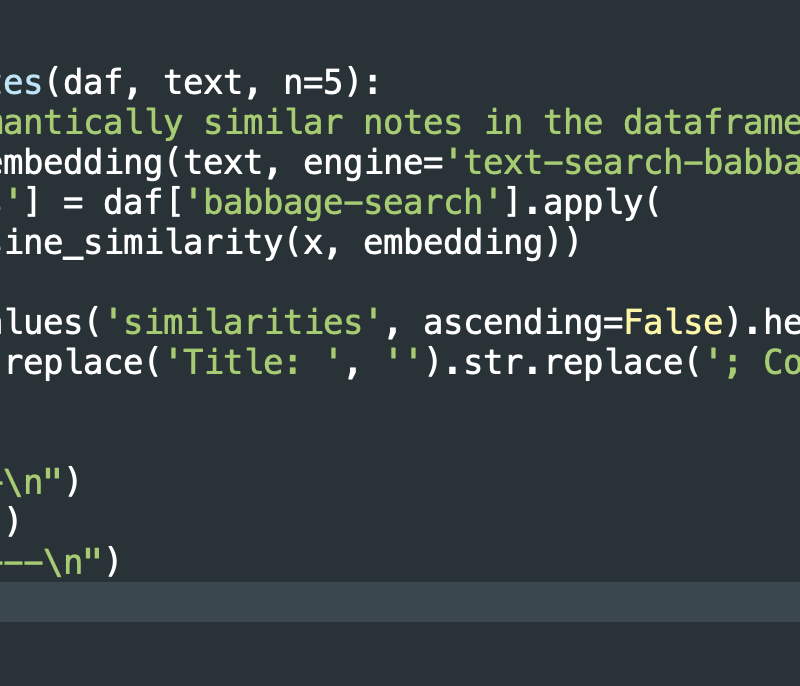 es(daf, text, n=5):
mantically similar notes in the dataframe
embedding(text, engine='text-search-babba
'] = daf['babbage-search'].apply(
sine_similarity(x, embedding))
alues('similarities', ascending=False).he
replace('Title: ', '').str.replace('; Co
-\n")
)
---\n")